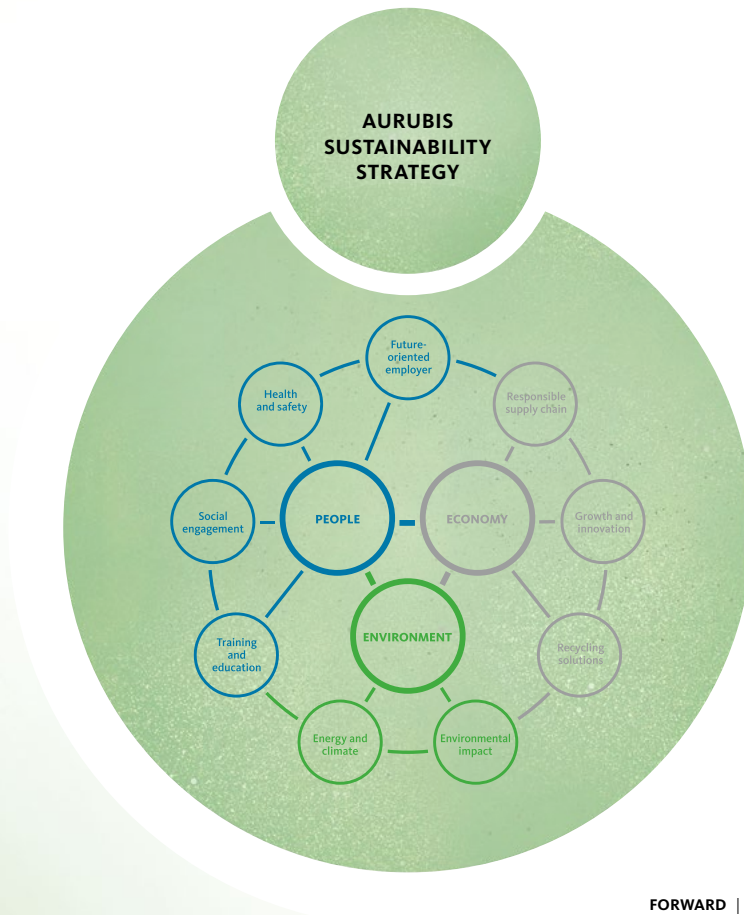 AURUBIS
SUSTAINABILITY
STRATEGY
Future-
oriented
employer
Health
and safety
Responsible
supply chain
Social
engagement
PEOPLE
ECONOMY
Growth and
innovation
ENVIRONMENT
Training
and
education
Recycling
solutions
Energy and
climate
Environmental
impact
FORWARD |